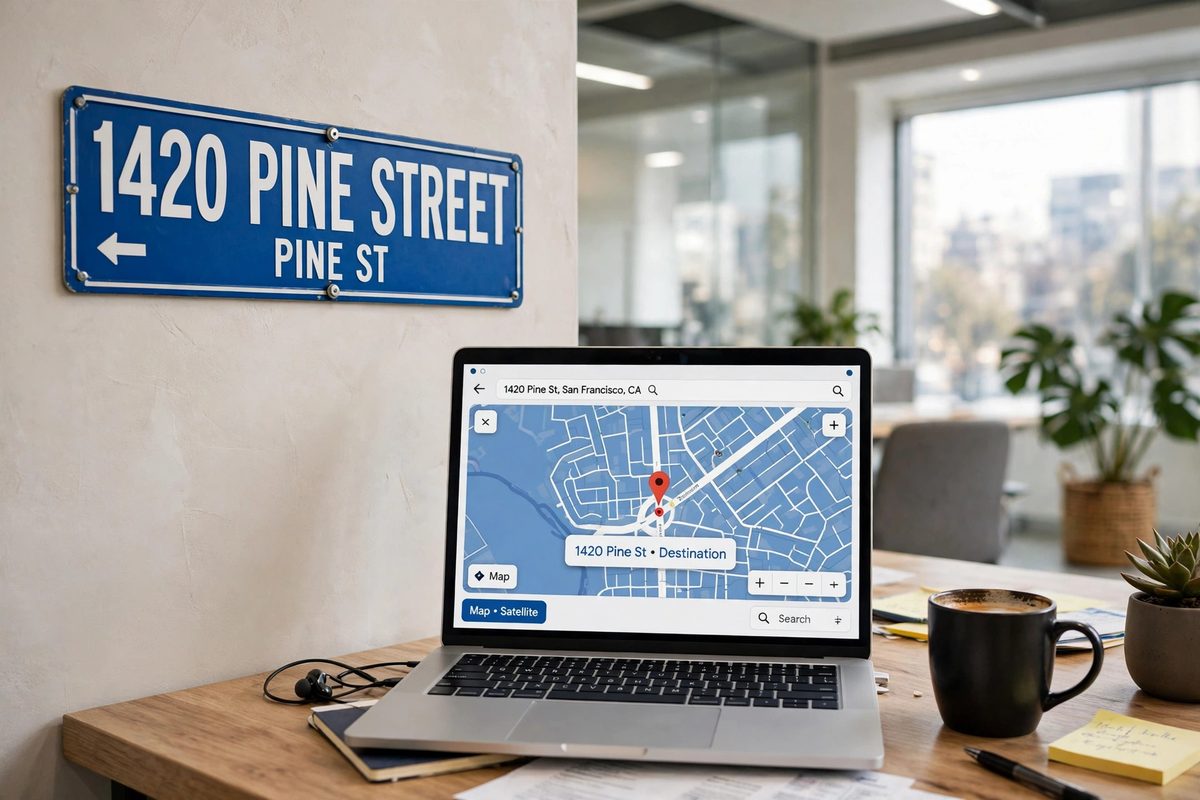 1420 PINE STREET
PINE ST
1420 Pine St, San Francisco, CA
1420 Pine St • Destination
Map
Map • Satellite
Search